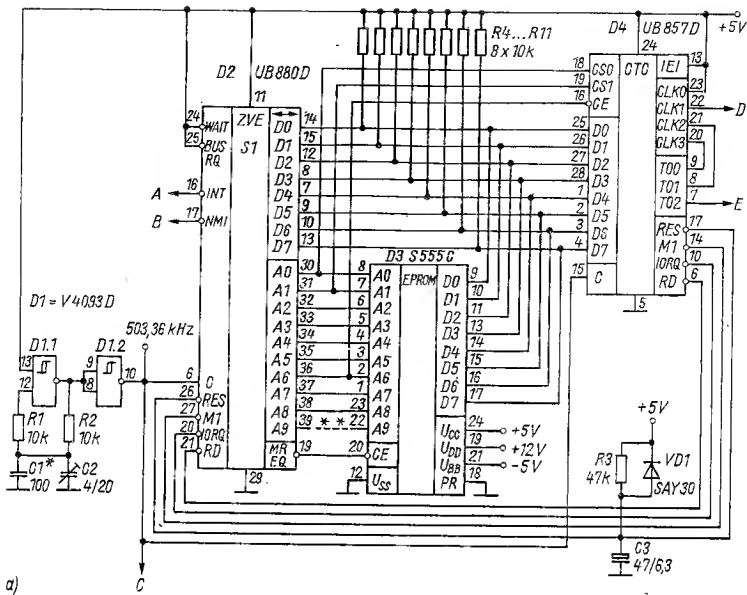 R4...R11
8x10k
D4 UB857D
24
+5V
D2 UB880D
11
ZVE
S1
24 WAIT
25 BUS
RQ
A 16 INT
B 17 NMI
D0 14
D1 15
D2 12
D3 8
D4 7
D5 9
D6 10
D7 13
A0 30
A1 31
A2 32
A3 33
A4 34
A5 35
A6 36
A7 37
A8 38
A9 39
**
MR
EQ 19
6 C
26 RES
27 M1
20 IORQ
21 RD
29
D3 S555C
EPROM
8 A0
7 A1
6 A2
5 A3
4 A4
3 A5
2 A6
1 A7
23 A8
22 A9
20 CE
12 USS
D0 9
D1 10
D2 11
D3 13
D4 14
D5 15
D6 16
D7 17
UCC 24 +5V
UDD 19 +12V
UBB 21 -5V
PR 18
CTC
18 CS0
19 CS1
16 CE
25 D0
26 D1
27 D2
28 D3
1 D4
2 D5
3 D6
4 D7
15 C
5
IEI 13
CLK0 23
CLK1 22 D
CLK2 21
CLK3 20
T00 9
T01 8
T02 7 E
RES 17
M1 14
IORQ 10
RD 6
D1 = V4093D
503,36 kHz
D1.1
13
12
D1.2
9
8
10
R1
10k
R2
10k
C1*
100
C2
4/20
+5V
R3
47k
VD1
SAY30
C3
47/6,3
a)
C